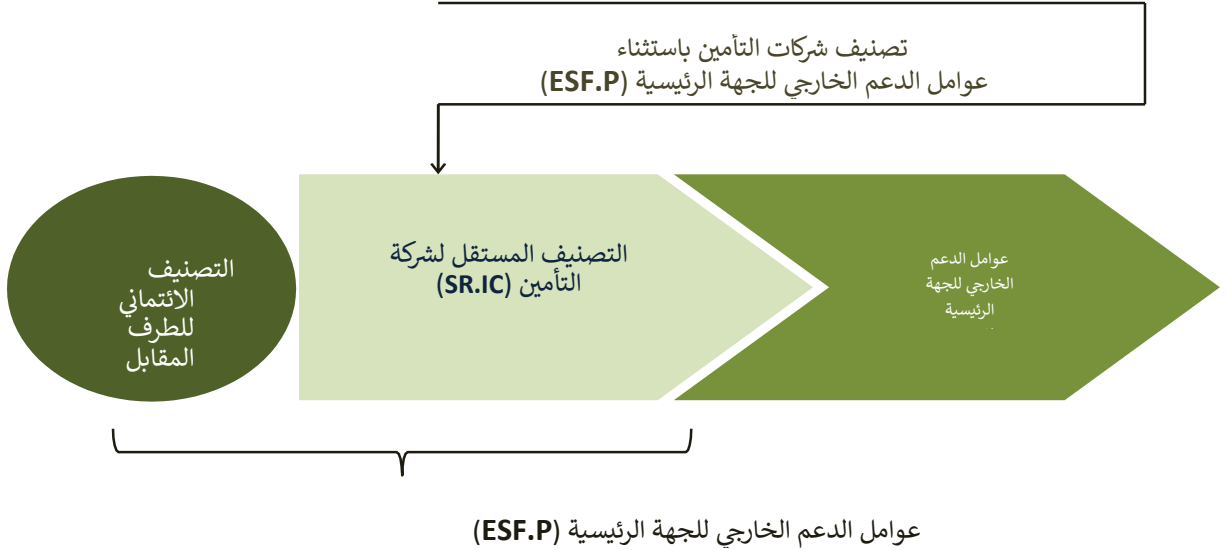 تصنيف شركات التأمين باستثناء
عوامل الدعم الخارجي للجهة الرئيسية (ESF.P)
التصنيف
الائتماني
للطرف
المقابل
التصنيف المستقل لشركة
التأمين (SR.IC)
عوامل الدعم
الخارجي للجهة
الرئيسية
عوامل الدعم الخارجي للجهة الرئيسية (ESF.P)